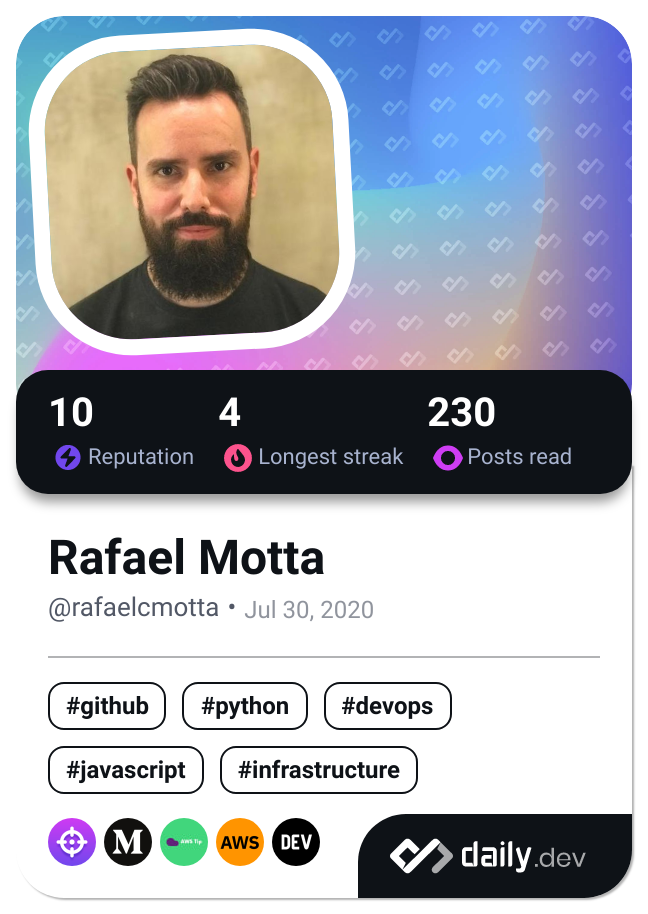 10 4 230
Reputation Longest streak Posts read
Rafael Motta
@rafaelcmotta • Jul 30, 2020
#github #python #devops
#javascript #infrastructure
M AWS Tip AWS DEV
daily.dev